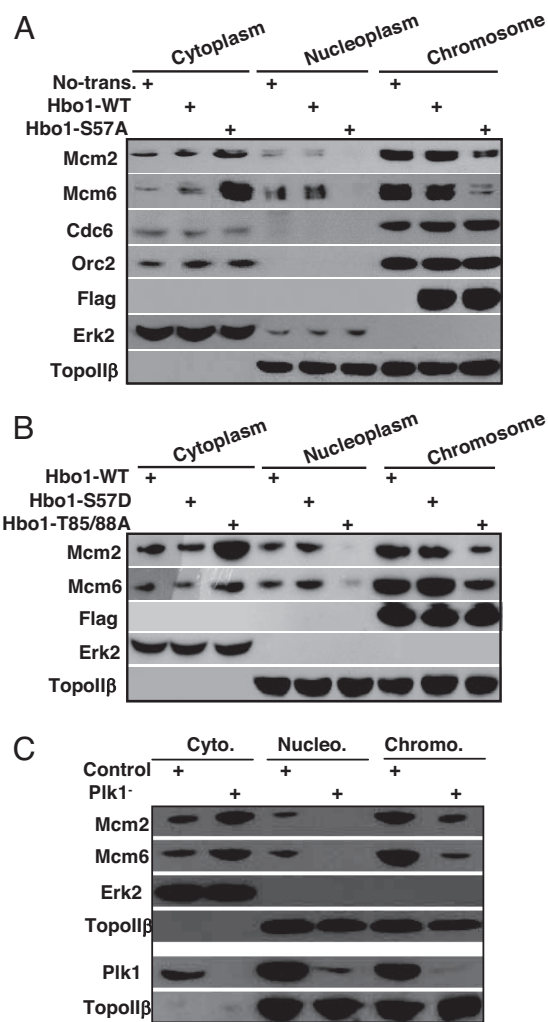 A
Cytoplasm Nucleoplasm Chromosome
No-trans. + + +
Hbo1-WT + + +
Hbo1-S57A + + +
Mcm2
Mcm6
Cdc6
Orc2
Flag
Erk2
TopoIIβ
B
Cytoplasm Nucleoplasm Chromosome
Hbo1-WT + + +
Hbo1-S57D + + +
Hbo1-T85/88A + + +
Mcm2
Mcm6
Flag
Erk2
TopoIIβ
C
Cyto. Nucleo. Chromo.
Control + + +
Plk1- + + +
Mcm2
Mcm6
Erk2
TopoIIβ
Plk1
TopoIIβ